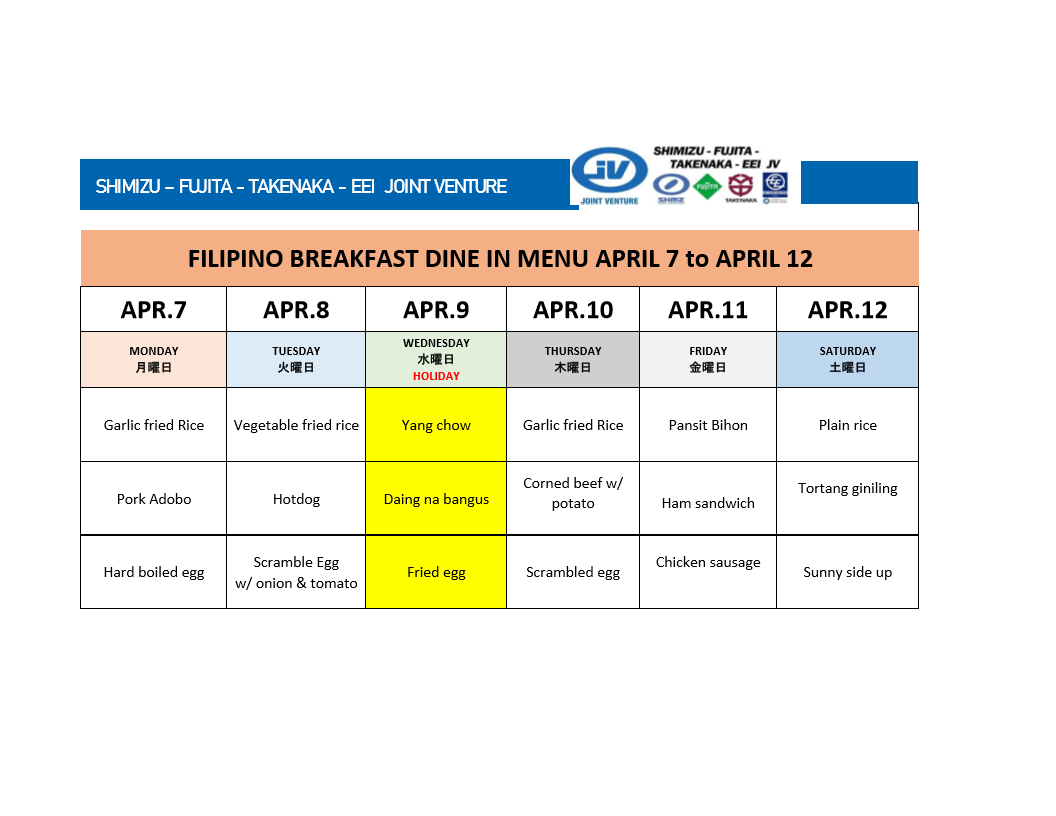 SHIMIZU – FUJITA - TAKENAKA - EEI JOINT VENTURE
JV
JOINT VENTURE
SHIMIZU - FUJITA -
TAKENAKA - EEI JV
SHMZ
FUJITA
TAKENAKA
FILIPINO BREAKFAST DINE IN MENU APRIL 7 to APRIL 12
APR.7 APR.8 APR.9 APR.10 APR.11 APR.12
MONDAY TUESDAY WEDNESDAY THURSDAY FRIDAY SATURDAY
月曜日 火曜日 水曜日 木曜日 金曜日 土曜日
HOLIDAY
Garlic fried Rice Vegetable fried rice Yang chow Garlic fried Rice Pansit Bihon Plain rice
Pork Adobo Hotdog Daing na bangus Corned beef w/ Ham sandwich Tortang giniling
potato
Hard boiled egg Scramble Egg Fried egg Scrambled egg Chicken sausage Sunny side up
w/ onion & tomato